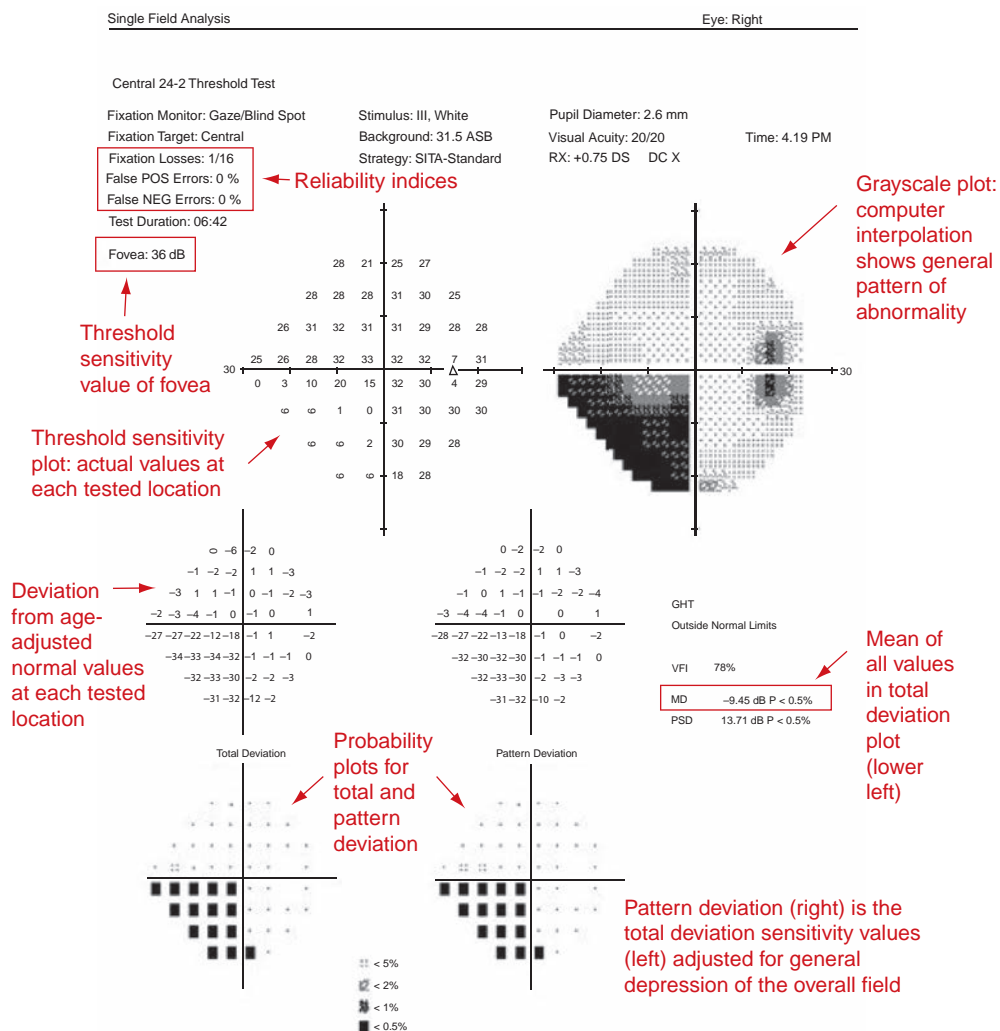 Single Field Analysis
Eye: Right
Central 24-2 Threshold Test
Fixation Monitor: Gaze/Blind Spot
Fixation Target: Central
Fixation Losses: 1/16
False POS Errors: 0 %
False NEG Errors: 0 %
Test Duration: 06:42
Fovea: 36 dB
Stimulus: III, White
Background: 31.5 ASB
Strategy: SITA-Standard
Pupil Diameter: 2.6 mm
Visual Acuity: 20/20
RX: +0.75 DS DC X
Time: 4.19 PM
Reliability indices
Threshold
sensitivity
value of fovea
Threshold sensitivity
plot: actual values at
each tested location
28 21 25 27
28 28 28 31 30 25
26 31 32 31 31 29 28 28
25 26 28 32 33 32 32 7 31
30
0 3 10 20 15 32 30 4 29
1 0 31 30 30 30
2 30 29 28
18 28
30
Grayscale plot:
computer
interpolation
shows general
pattern of
abnormality
Deviation
from age-
adjusted
normal values
at each tested
location
0 −6 −2 0
−1 −2 −2 1 1 −3
−3 1 1 −1 0 −1 −2 −3
−2 −3 −4 −1 0 −1 0 1
−27 −27 −22 −12 −18 −1 1 −2
−34 −33 −34 −32 −1 −1 −1 0
−32 −33 −30 −2 −2 −3
−31 −32 −12 −2
Total Deviation
0 −2 −2 0
−1 −2 −2 1 1 −3
−1 0 1 −1 0 −2 −2 −4
−3 −4 −4 −1 0 −1 0 1
−28 −27 −22 −13 −18 −1 0 −2
−32 −30 −32 −30 −1 −1 −1 0
−32 −33 −30 −2 −3 −3
−31 −32 −10 −2
Pattern Deviation
GHT
Outside Normal Limits
VFI 78%
MD −9.45 dB P < 0.5%
PSD 13.71 dB P < 0.5%
Mean of
all values
in total
deviation
plot
(lower
left)
Probability
plots for
total and
pattern
deviation
< 5%
< 2%
< 1%
< 0.5%
Pattern deviation (right) is the
total deviation sensitivity values
(left) adjusted for general
depression of the overall field